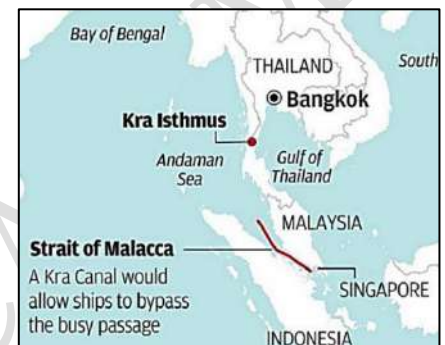 Bay of Bengal
THAILAND
South
Bangkok
Kra Isthmus
Andaman
Sea
Gulf of
Thailand
MALAYSIA
Strait of Malacca
A Kra Canal would
allow ships to bypass
the busy passage
SINGAPORE
INDONESIA